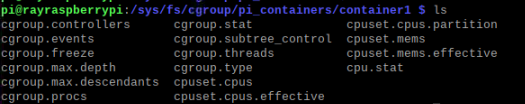 pi@rayraspberrypi:/sys/fs/cgroup/pi_containers/container1 $ ls
cgroup.controllers cgroup.stat cpuset.cpus.partition
cgroup.events cgroup.subtree_control cpuset.mems
cgroup.freeze cgroup.threads cpuset.mems.effective
cgroup.max.depth cgroup.type cpu.stat
cgroup.max.descendants cpuset.cpus
cgroup.procs cpuset.cpus.effective